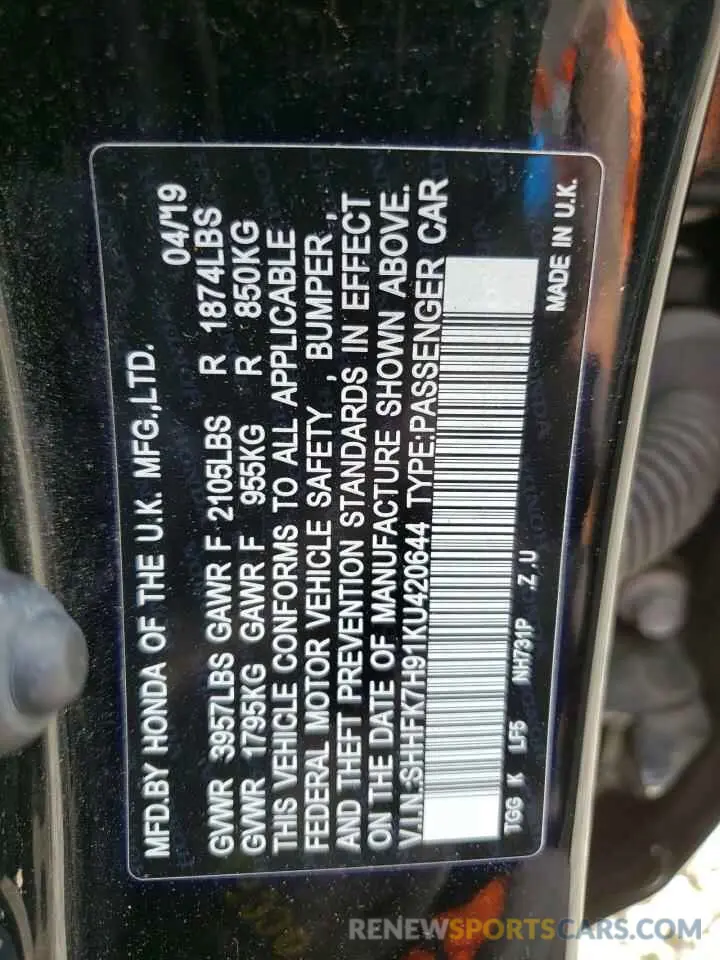 MFD.BY HONDA OF THE U.K. MFG.,LTD. 04/'19
GVWR 3957LBS GAWR F 2105LBS R 1874LBS
GVWR 1795KG GAWR F 955KG R 850KG
THIS VEHICLE CONFORMS TO ALL APPLICABLE
FEDERAL MOTOR VEHICLE SAFETY , BUMPER ,
AND THEFT PREVENTION STANDARDS IN EFFECT
ON THE DATE OF MANUFACTURE SHOWN ABOVE.
V.I.N.:SHHFK7H91KU420644 TYPE:PASSENGER CAR
TGG K LF5 NH731P .Z .U
MADE IN U.K.
RENEWSPORTSCARS.COM